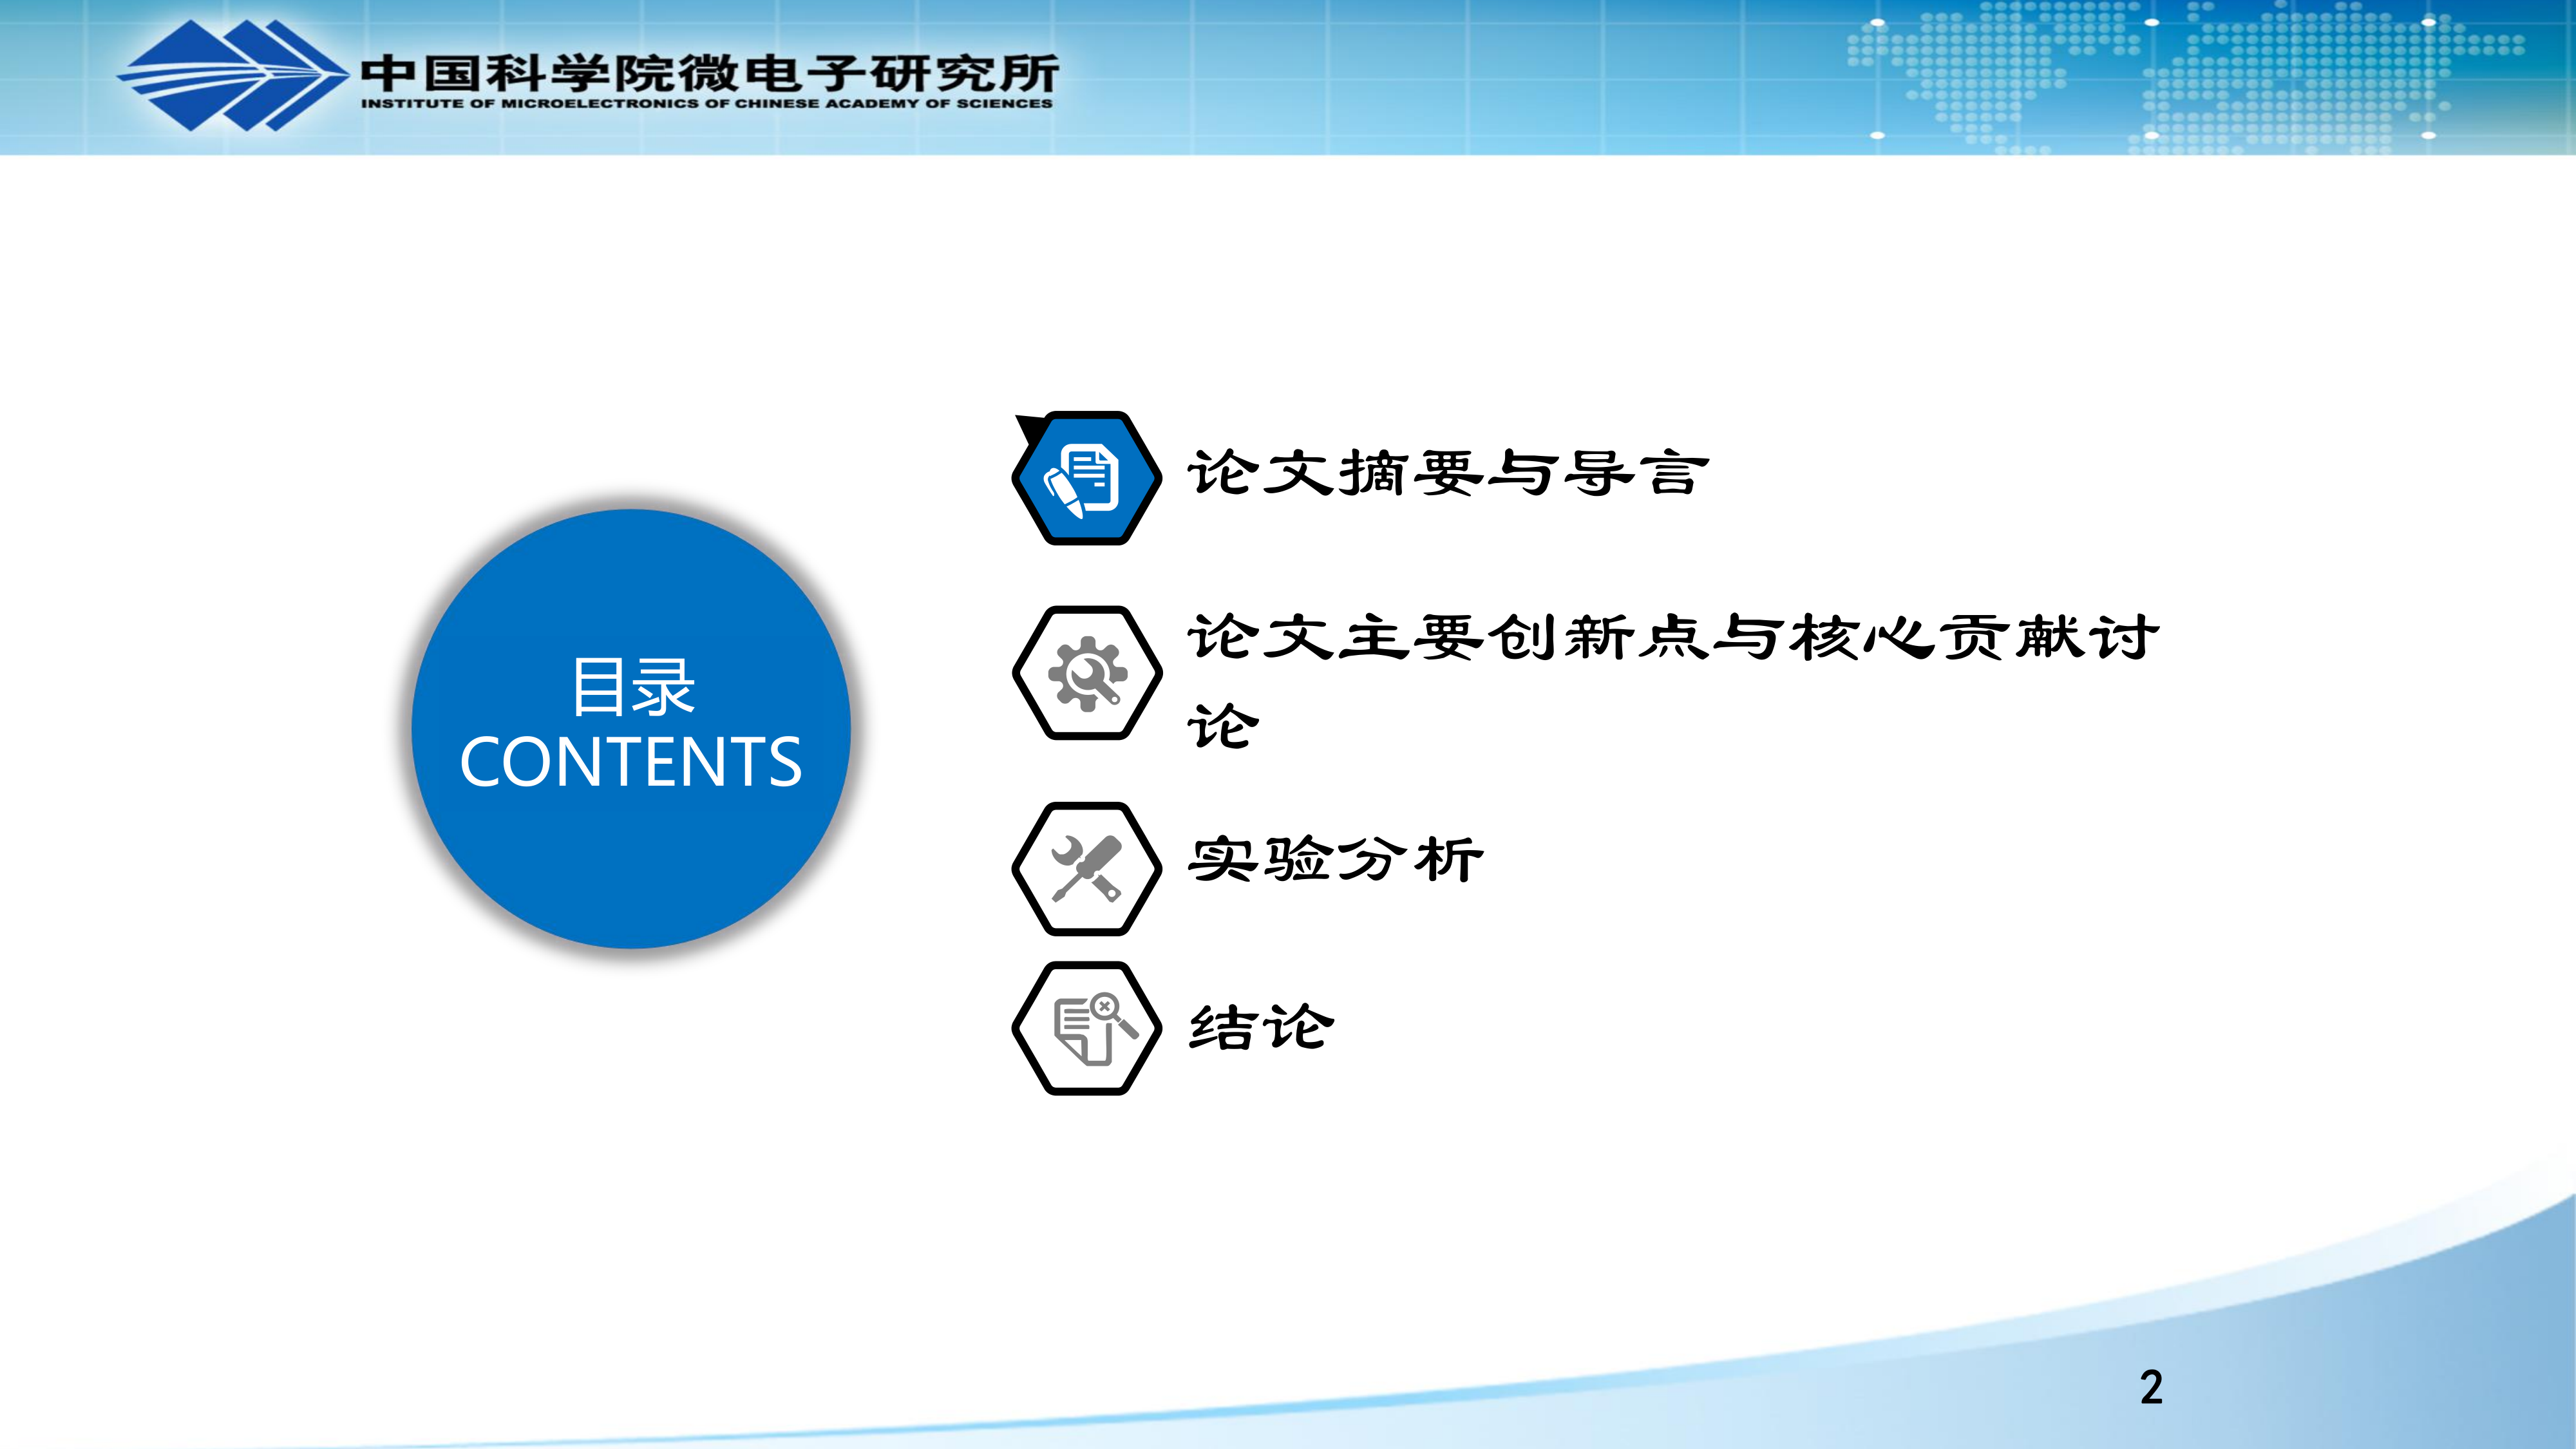 中国科学院微电子研究所
INSTITUTE OF MICROELECTRONICS OF CHINESE ACADEMY OF SCIENCES
目录
CONTENTS
论文摘要与导言
论文主要创新点与核心贡献讨
论
实验分析
结论
2